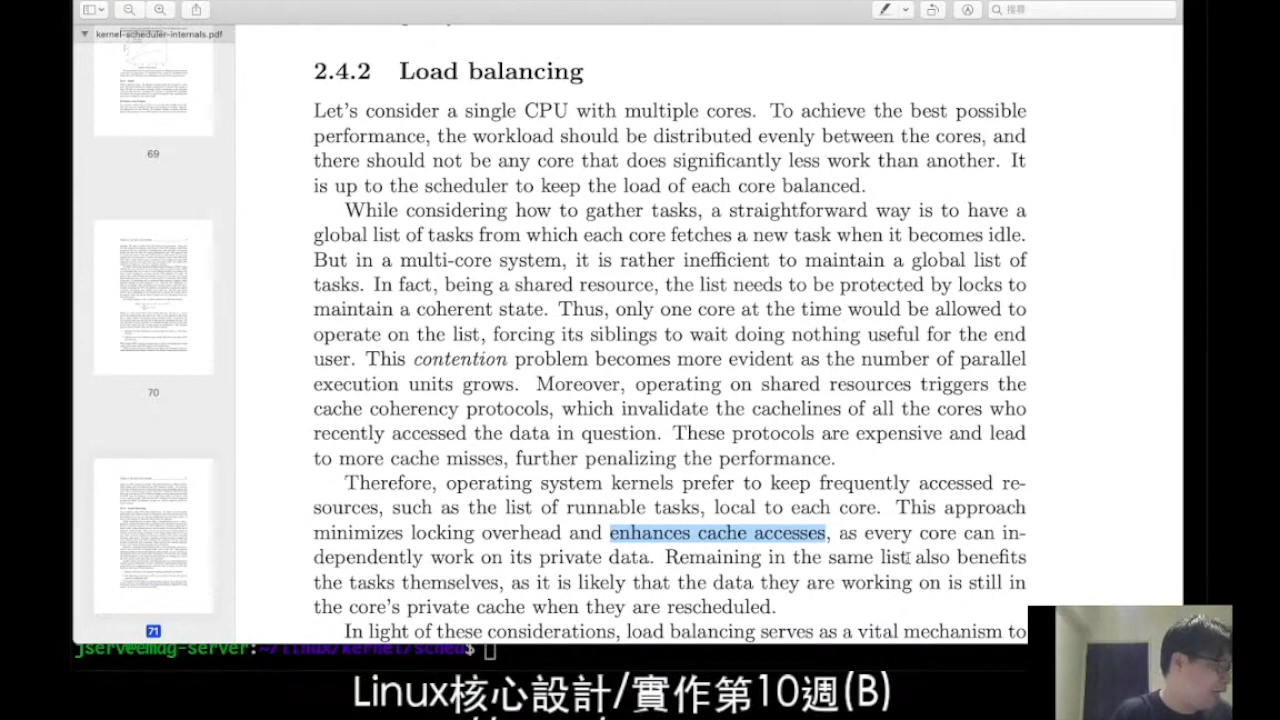 搜尋
kernel-scheduler-internals.pdf
69
70
71
2.4.2 Load balancing
Let's consider a single CPU with multiple cores. To achieve the best possible
performance, the workload should be distributed evenly between the cores, and
there should not be any core that does significantly less work than another. It
is up to the scheduler to keep the load of each core balanced.
While considering how to gather tasks, a straightforward way is to have a
global list of tasks from which each core fetches a new task when it becomes idle.
But in a multi-core system, it is rather inefficient to maintain a global list of
tasks. In fact, being a shared resource, the list needs to be protected by locks to
maintain a coherent state. Thus, only one core at the time would be allowed to
mutate the list, forcing the others to wait doing nothing useful for the end
user. This contention problem becomes more evident as the number of parallel
execution units grows. Moreover, operating on shared resources triggers the
cache coherency protocols, which invalidate the cachelines of all the cores who
recently accessed the data in question. These protocols are expensive and lead
to more cache misses, further penalizing the performance.
Therefore, operating system kernels prefer to keep frequently accessed re-
sources, such as the list of runnable tasks, local to each core. This approach
minimizes locking overhead and enhances cache accesses, as every core can in-
dependently work on its private data. Remaining in the same list also benefits
the tasks themselves, as it is likely that the data they are working on is still in
the core's private cache when they are rescheduled.
In light of these considerations, load balancing serves as a vital mechanism to
jserv@emag-server:~/linux/kernel/sched$
Linux核心設計/實作第10週(B)